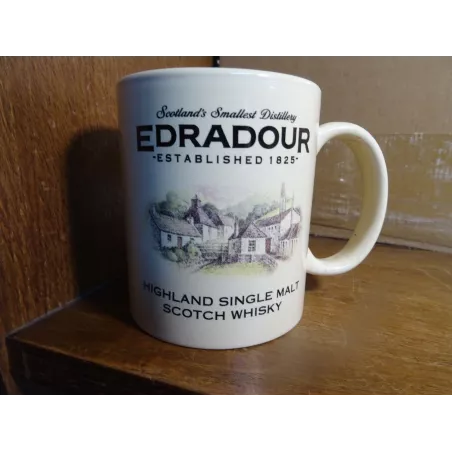 Scotland's Smallest Distillery
EDRADOUR
-ESTABLISHED 1825-
HIGHLAND SINGLE MALT
SCOTCH WHISKY